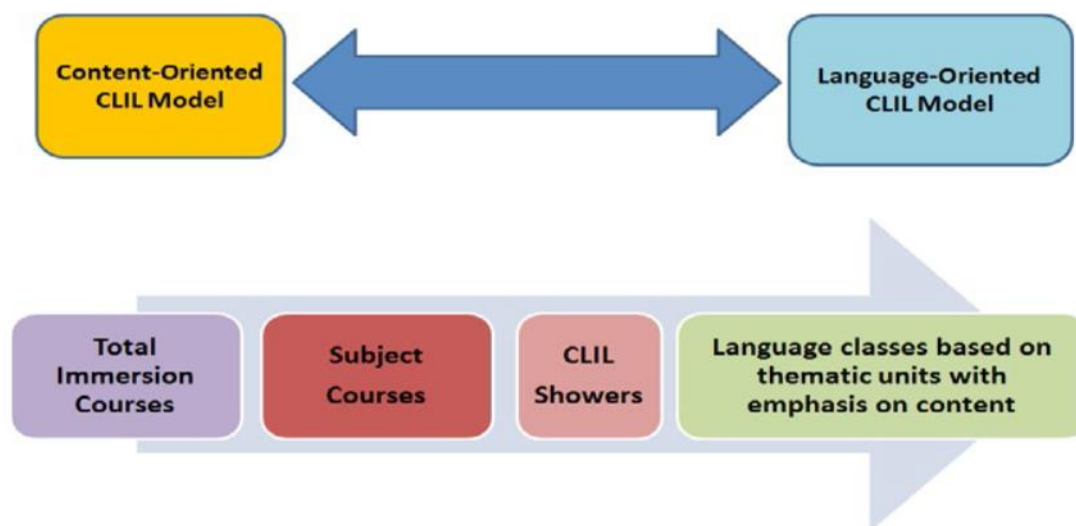 Content-Oriented
CLIL Model
Language-Oriented
CLIL Model
Total
Immersion
Courses
Subject
Courses
CLIL
Showers
Language classes based on
thematic units with
emphasis on content